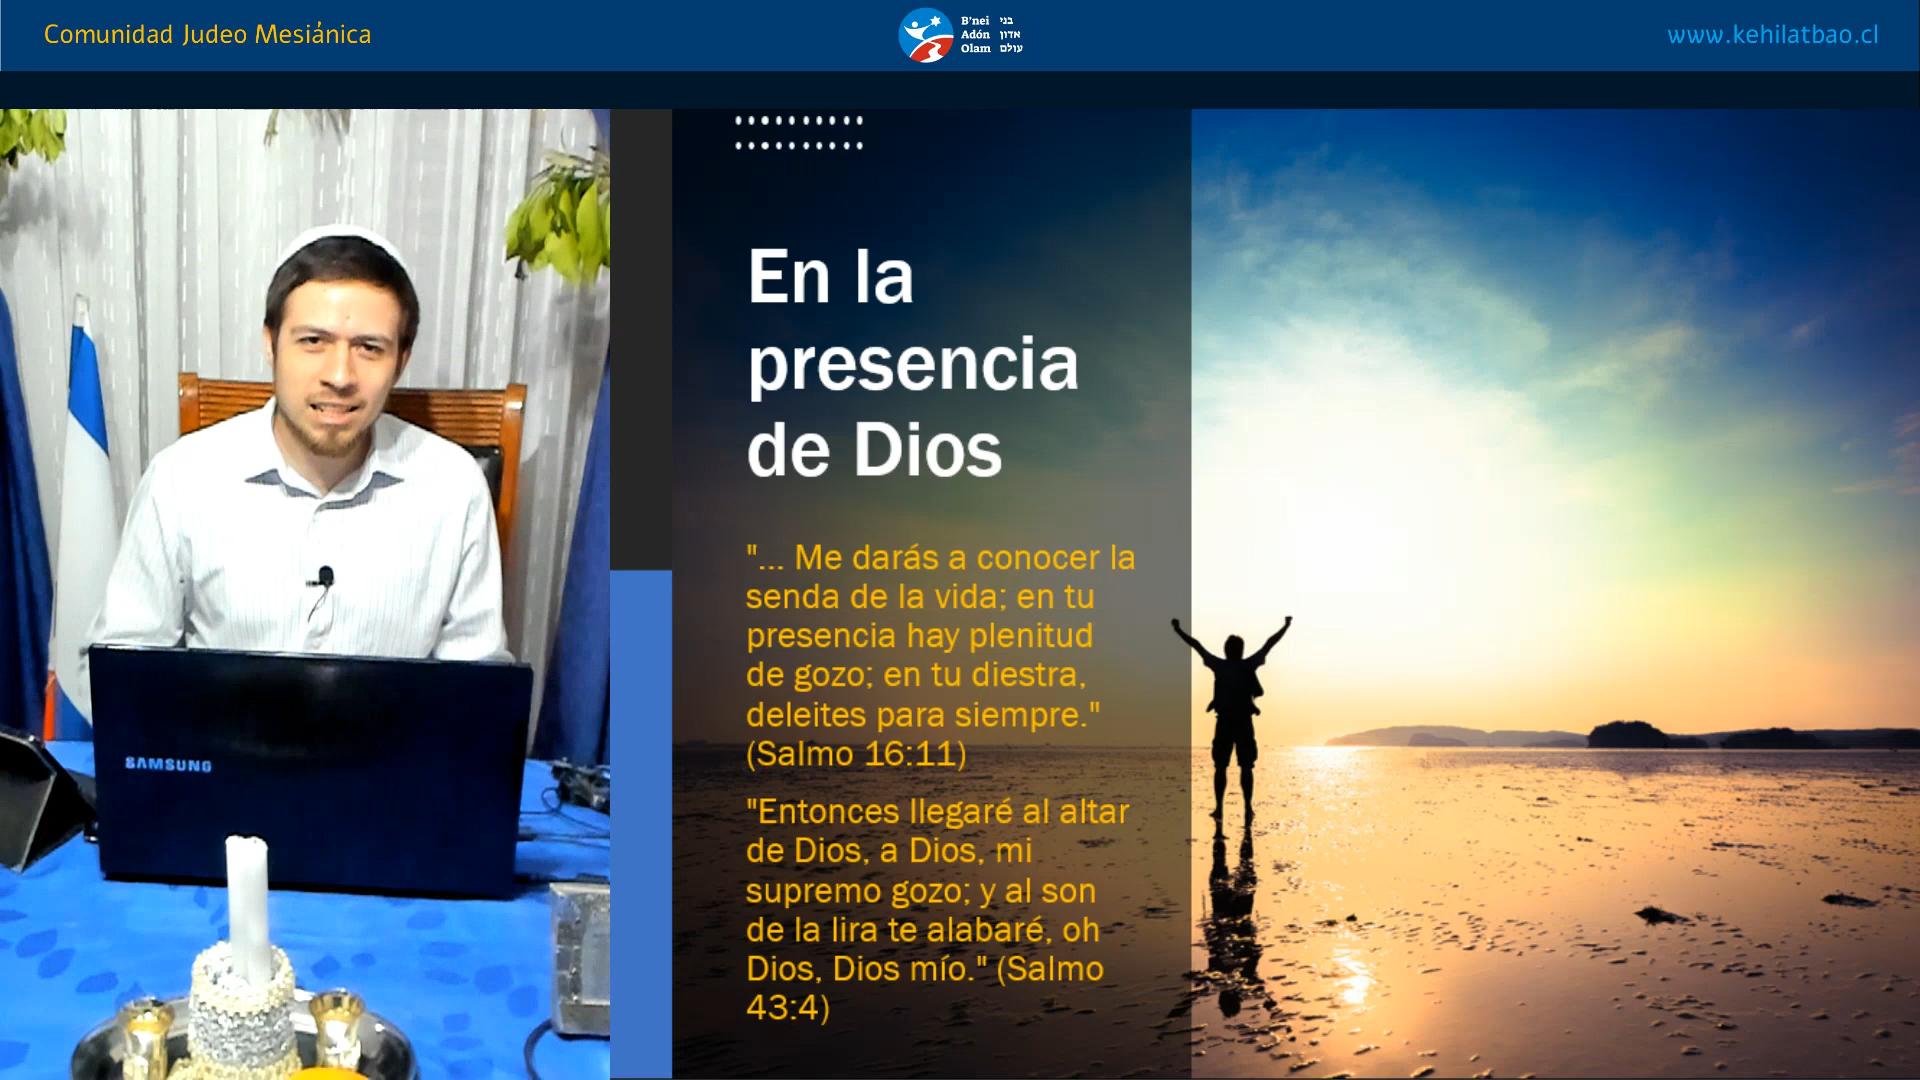 Comunidad Judeo Mesiánica
B'nei בני
Adón אדון
Olam עולם
www.kehilatbao.cl
SAMSUNG
En la
presencia
de Dios
"... Me darás a conocer la
senda de la vida; en tu
presencia hay plenitud
de gozo; en tu diestra,
deleites para siempre."
(Salmo 16:11)
"Entonces llegaré al altar
de Dios, a Dios, mi
supremo gozo; y al son
de la lira te alabaré, oh
Dios, Dios mío." (Salmo
43:4)